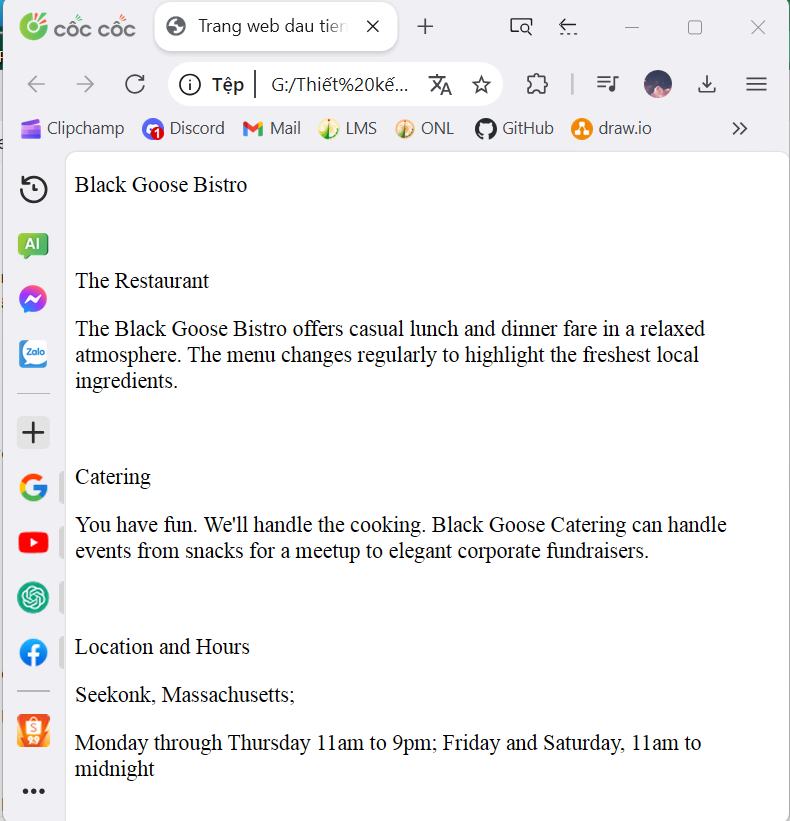 cốc cốc
Trang web dau tien
Tệp
G:/Thiết%20kế...
Clipchamp
Discord
Mail
LMS
ONL
GitHub
draw.io
Black Goose Bistro
AI
The Restaurant
The Black Goose Bistro offers casual lunch and dinner fare in a relaxed
atmosphere. The menu changes regularly to highlight the freshest local
ingredients.
Zalo
Catering
You have fun. We'll handle the cooking. Black Goose Catering can handle
events from snacks for a meetup to elegant corporate fundraisers.
Location and Hours
Seekonk, Massachusetts;
Monday through Thursday 11am to 9pm; Friday and Saturday, 11am to
midnight
9.9